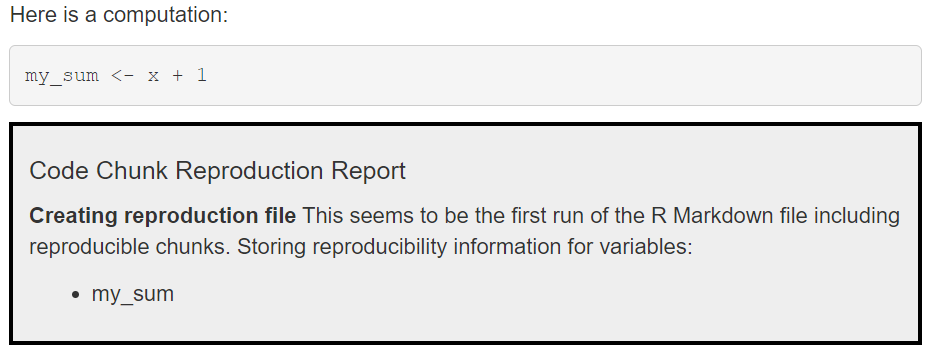 Here is a computation:
my_sum <- x + 1
Code Chunk Reproduction Report
Creating reproduction file This seems to be the first run of the R Markdown file including
reproducible chunks. Storing reproducibility information for variables:
• my_sum